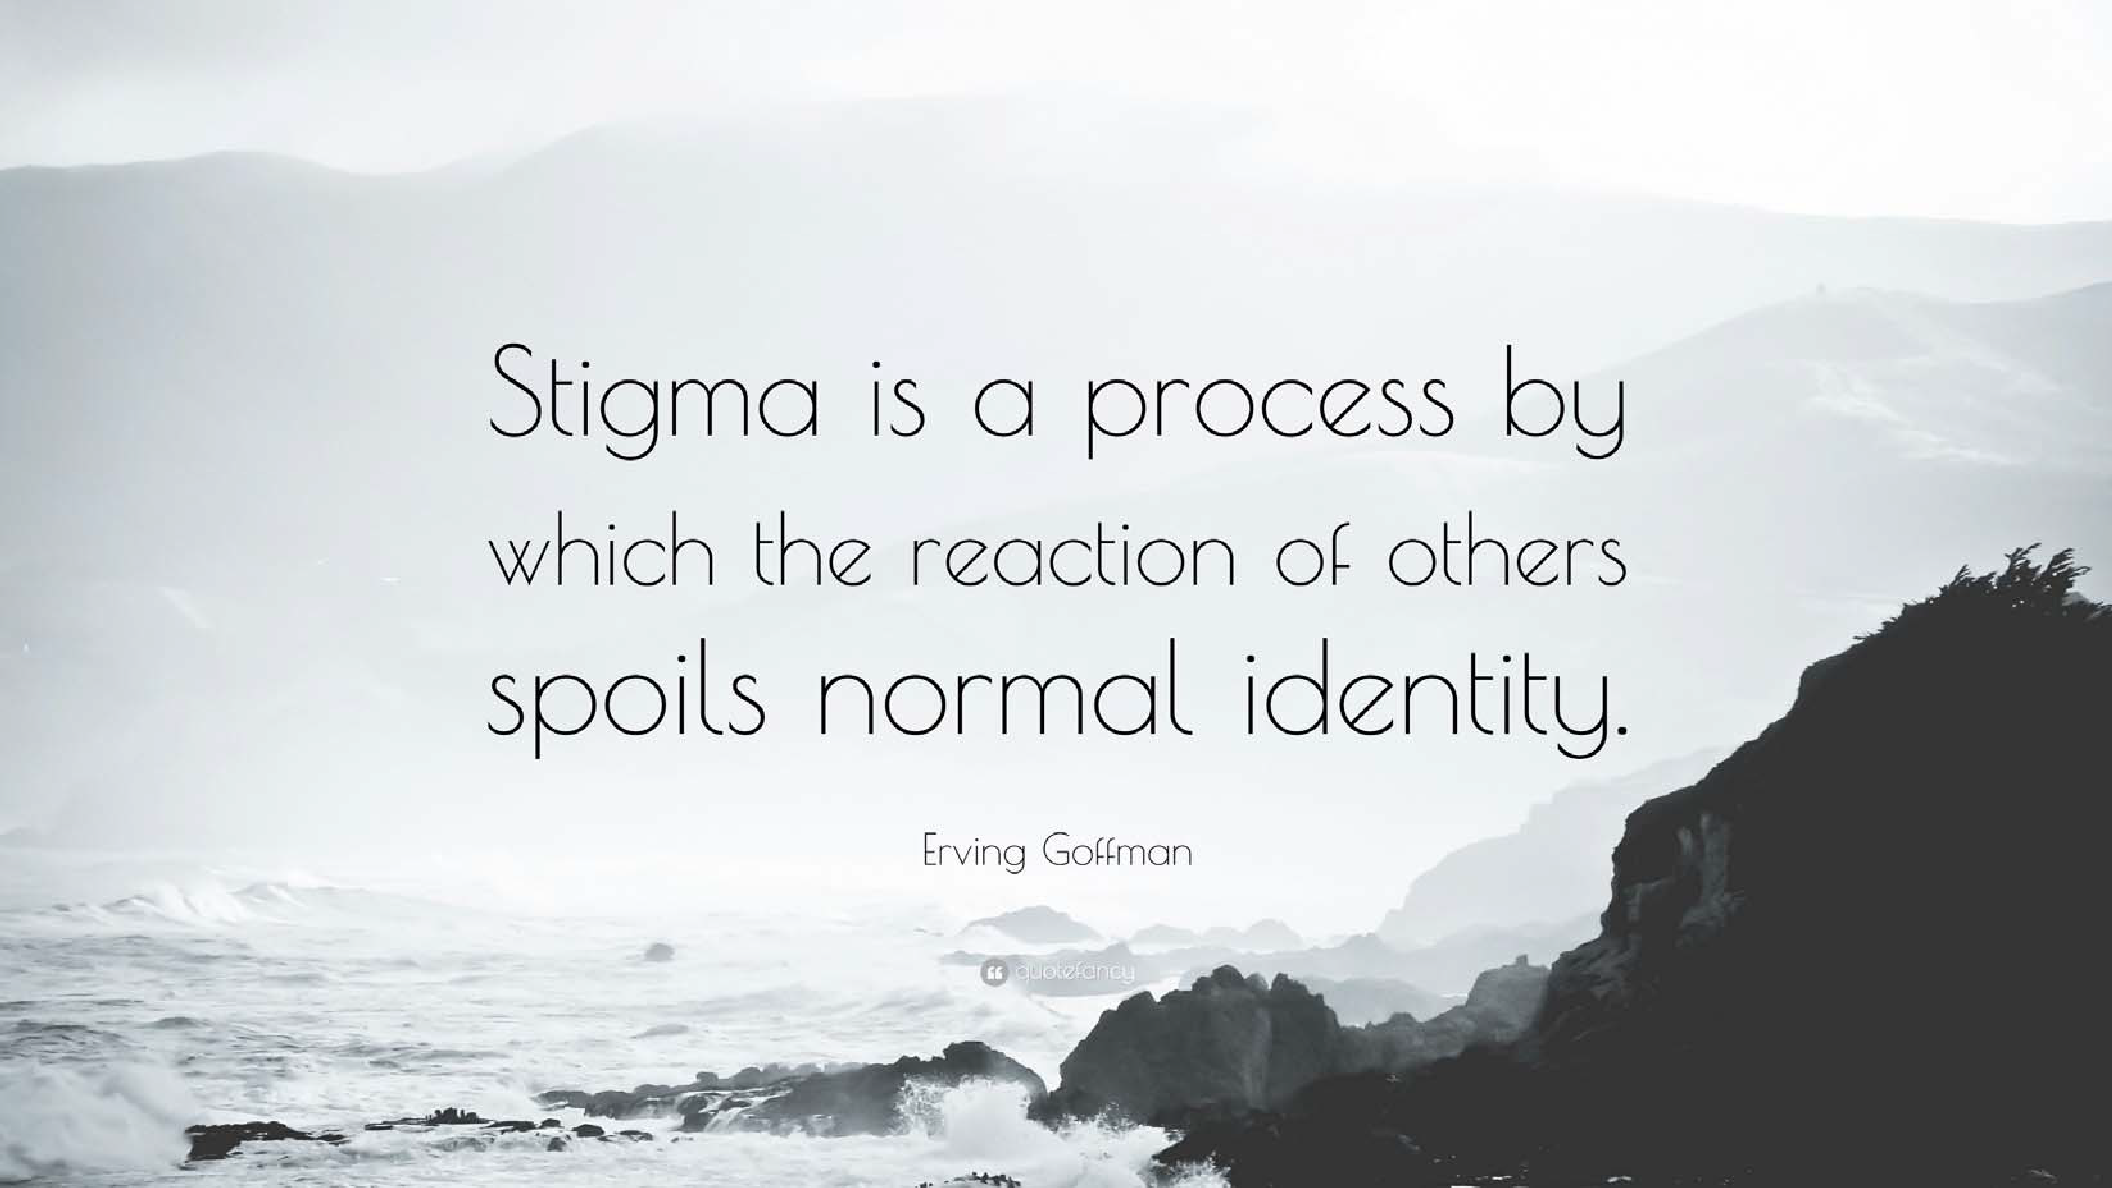 Stigma is a process by
which the reaction of others
spoils normal identity.
Erving Goffman
quotefancy